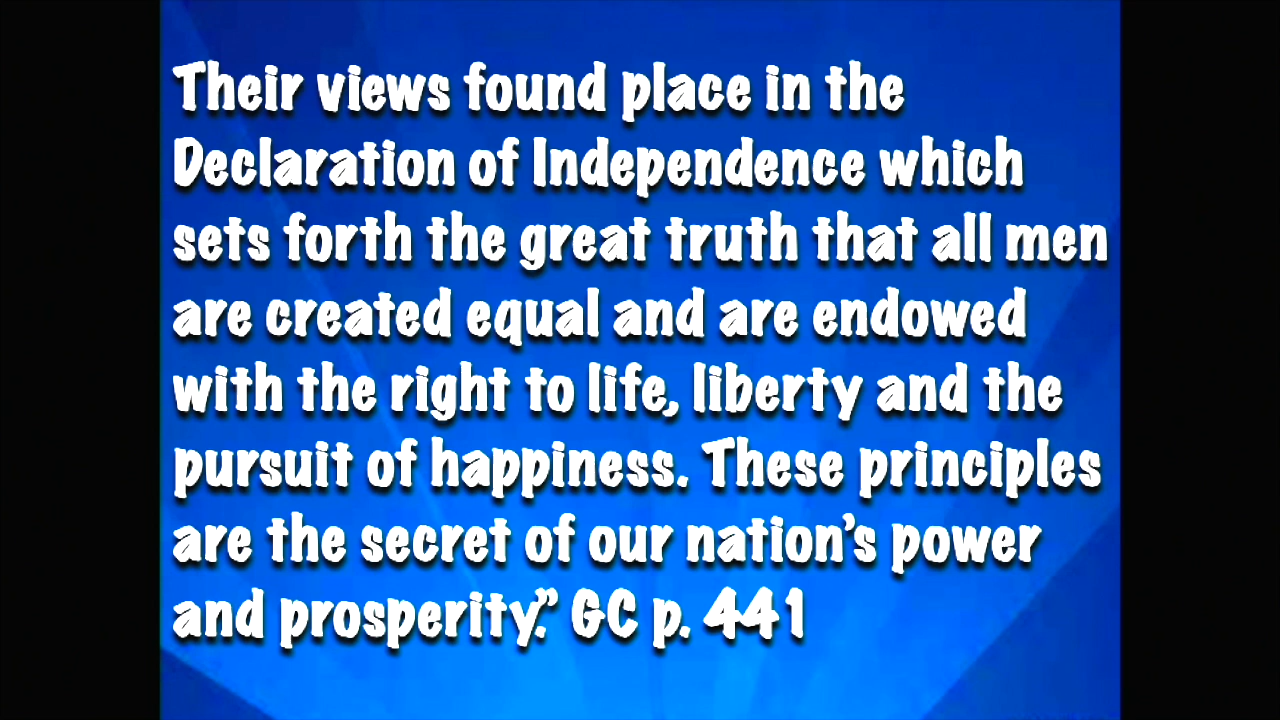 Their views found place in the
Declaration of Independence which
sets forth the great truth that all men
are created equal and are endowed
with the right to life, liberty and the
pursuit of happiness. These principles
are the secret of our nation’s power
and prosperity.” GC p. 441